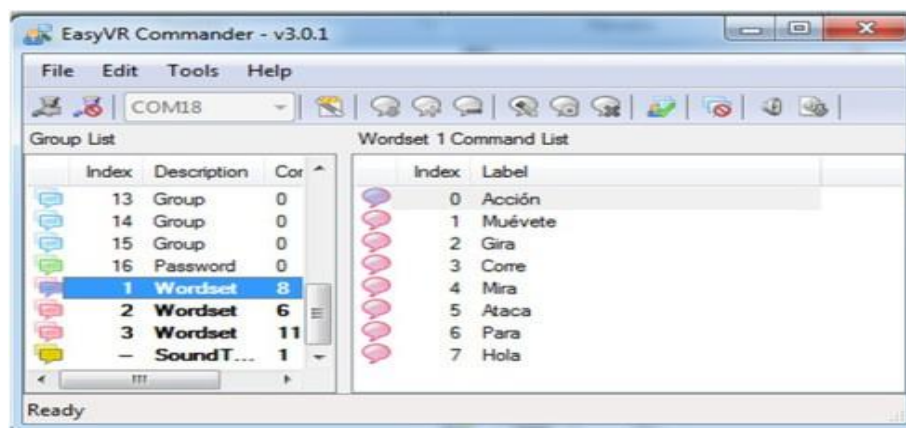 EasyVR Commander - v3.0.1
File Edit Tools Help
COM18
Group List
Wordset 1 Command List
Index Description Cor
13 Group 0
14 Group 0
15 Group 0
16 Password 0
1 Wordset 8
2 Wordset 6
3 Wordset 11
– SoundT... 1
Index Label
0 Acción
1 Muévete
2 Gira
3 Corre
4 Mira
5 Ataca
6 Para
7 Hola
Ready